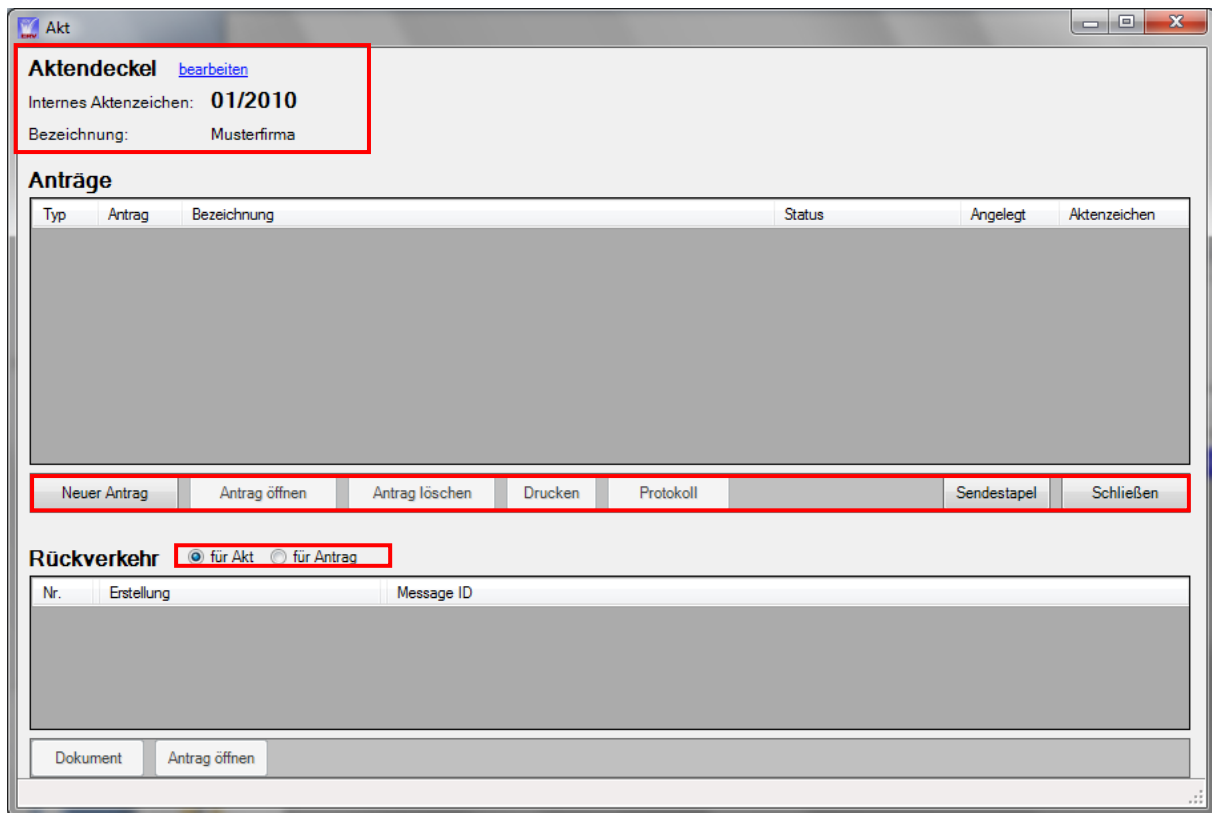 Akt
Aktendeckel bearbeiten
Internes Aktenzeichen: 01/2010
Bezeichnung: Musterfirma
Anträge
Typ Antrag Bezeichnung Status Angelegt Aktenzeichen
Neuer Antrag Antrag öffnen Antrag löschen Drucken Protokoll Sendestapel Schließen
Rückverkehr für Akt für Antrag
Nr. Erstellung Message ID
Dokument Antrag öffnen